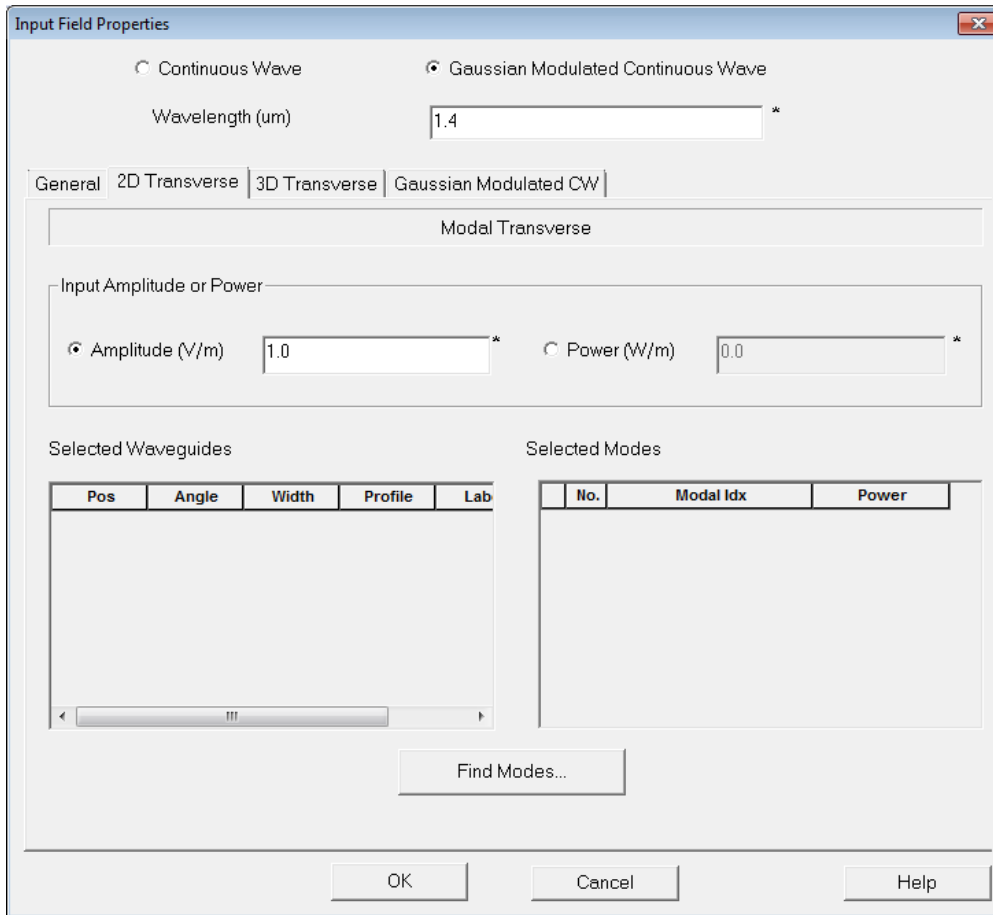 Input Field Properties
Continuous Wave Gaussian Modulated Continuous Wave
Wavelength (um) 1.4 *
General 2D Transverse 3D Transverse Gaussian Modulated CW
Modal Transverse
Input Amplitude or Power
Amplitude (V/m) 1.0 * Power (W/m) 0.0 *
Selected Waveguides Selected Modes
Pos Angle Width Profile Lab No. Modal Idx Power
Find Modes...
OK Cancel Help